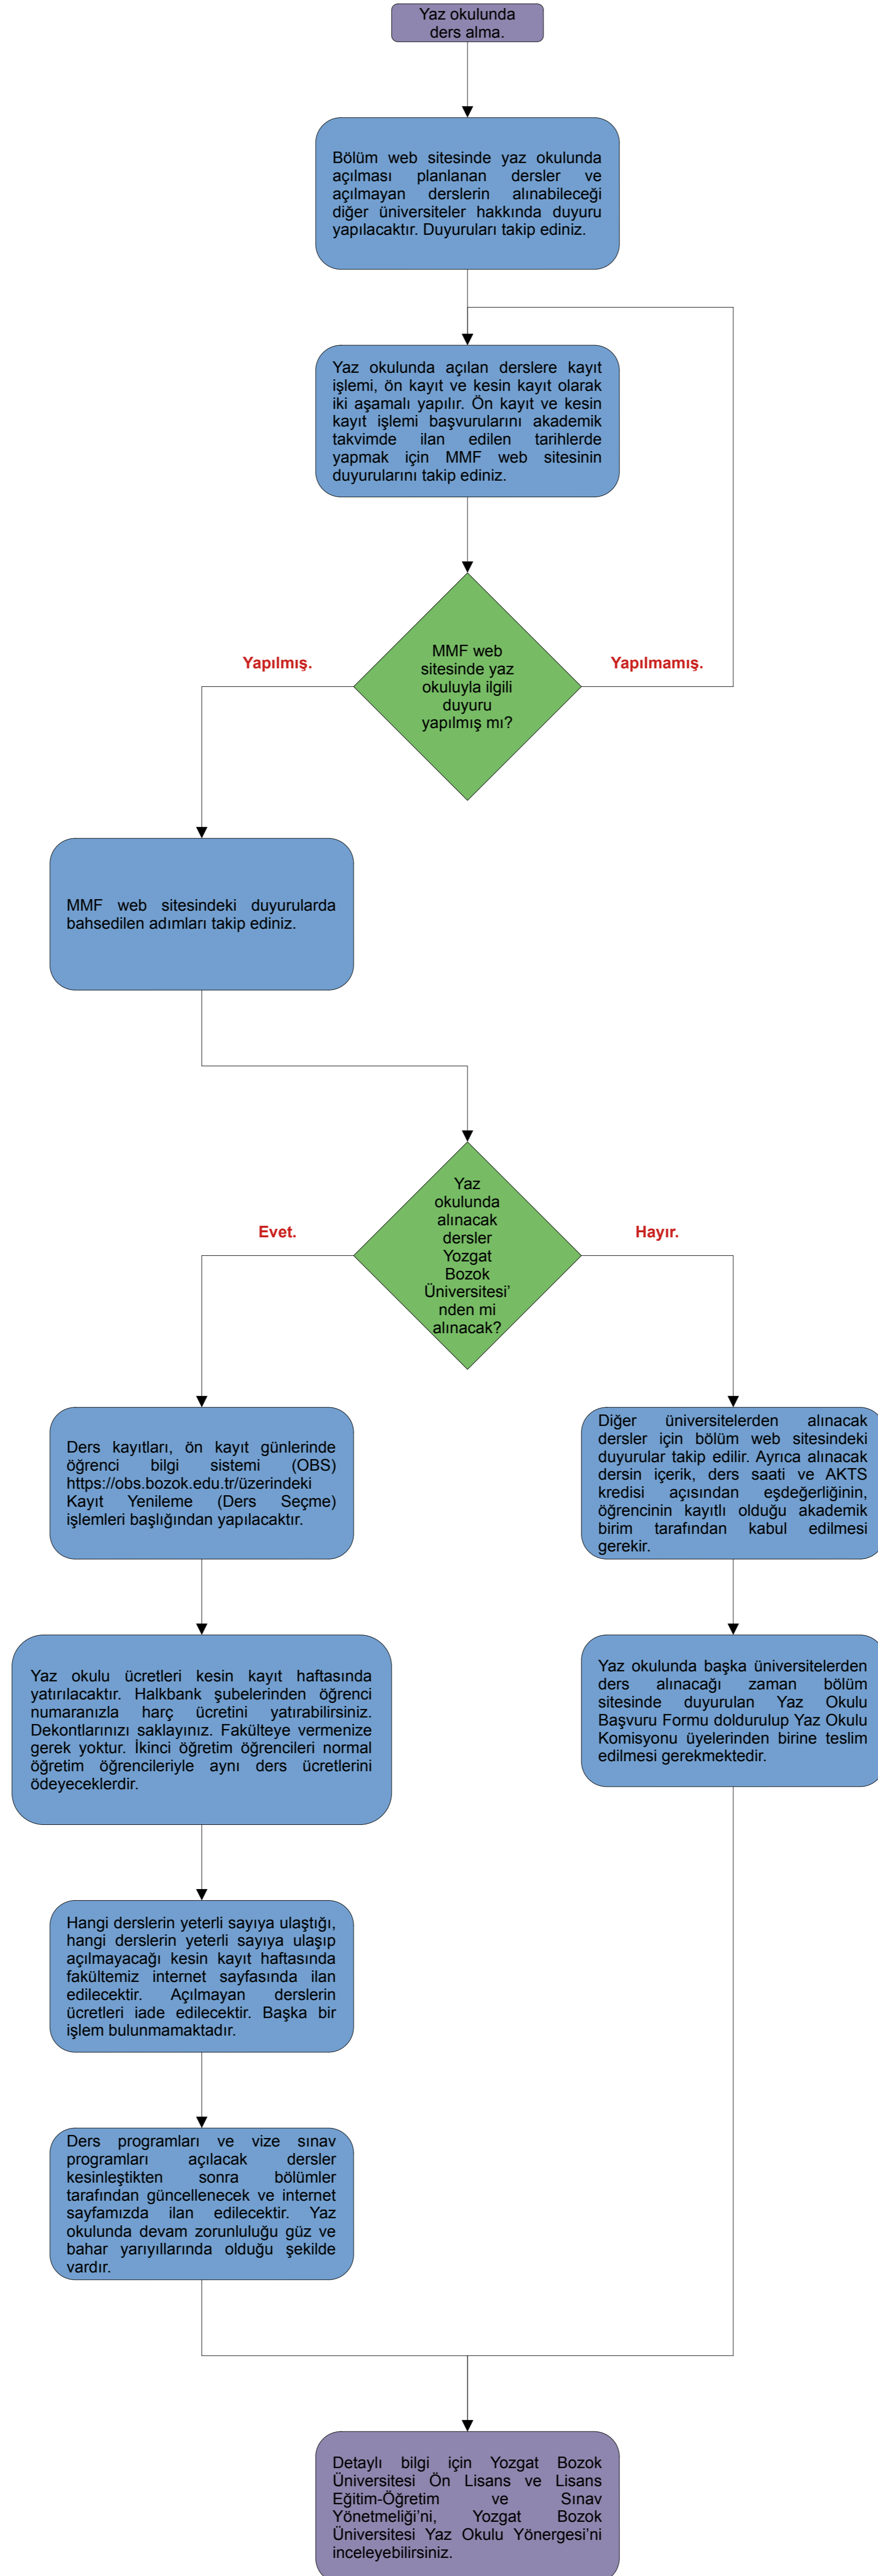 Yaz okulunda
ders alma.
Bölüm web sitesinde yaz okulunda
açılması planlanan dersler ve
açılmayan derslerin alınabileceği
diğer üniversiteler hakkında duyuru
yapılacaktır. Duyuruları takip ediniz.
Yaz okulunda açılan derslere kayıt
işlemi, ön kayıt ve kesin kayıt olarak
iki aşamalı yapılır. Ön kayıt ve kesin
kayıt işlemi başvurularını akademik
takvimde ilan edilen tarihlerde
yapmak için MMF web sitesinin
duyurularını takip ediniz.
MMF web
sitesinde yaz
okuluyla ilgili
duyuru
yapılmış mı?
Yapılmış.
Yapılmamış.
MMF web sitesindeki duyurularda
bahsedilen adımları takip ediniz.
Yaz
okulunda
alınacak
dersler
Yozgat
Bozok
Üniversitesi’
nden mi
alınacak?
Evet.
Hayır.
Ders kayıtları, ön kayıt günlerinde
öğrenci bilgi sistemi (OBS)
https://obs.bozok.edu.tr/üzerindeki
Kayıt Yenileme (Ders Seçme)
işlemleri başlığından yapılacaktır.
Diğer üniversitelerden alınacak
dersler için bölüm web sitesindeki
duyurular takip edilir. Ayrıca alınacak
dersin içerik, ders saati ve AKTS
kredisi açısından eşdeğerliğinin,
öğrencinin kayıtlı olduğu akademik
birim tarafından kabul edilmesi
gerekir.
Yaz okulu ücretleri kesin kayıt haftasında
yatırılacaktır. Halkbank şubelerinden öğrenci
numaranızla harç ücretini yatırabilirsiniz.
Dekontlarınızı saklayınız. Fakülteye vermenize
gerek yoktur. İkinci öğretim öğrencileri normal
öğretim öğrencileriyle aynı ders ücretlerini
ödeyeceklerdir.
Yaz okulunda başka üniversitelerden
ders alınacağı zaman bölüm
sitesinde duyurulan Yaz Okulu
Başvuru Formu doldurulup Yaz Okulu
Komisyonu üyelerinden birine teslim
edilmesi gerekmektedir.
Hangi derslerin yeterli sayıya ulaştığı,
hangi derslerin yeterli sayıya ulaşıp
açılmayacağı kesin kayıt haftasında
fakültemiz internet sayfasında ilan
edilecektir. Açılmayan derslerin
ücretleri iade edilecektir. Başka bir
işlem bulunmamaktadır.
Ders programları ve vize sınav
programları açılacak dersler
kesinleştikten sonra bölümler
tarafından güncellenecek ve internet
sayfamızda ilan edilecektir. Yaz
okulunda devam zorunluluğu güz ve
bahar yarıyıllarında olduğu şekilde
vardır.
Detaylı bilgi için Yozgat Bozok
Üniversitesi Ön Lisans ve Lisans
Eğitim-Öğretim ve Sınav
Yönetmeliği’ni, Yozgat Bozok
Üniversitesi Yaz Okulu Yönergesi’ni
inceleyebilirsiniz.